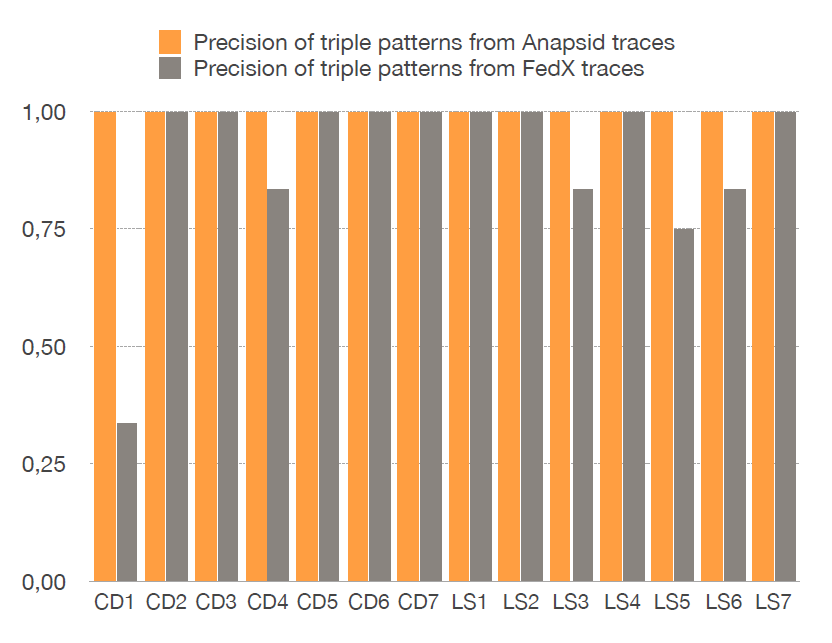 Precision of triple patterns from Anapsid traces
Precision of triple patterns from FedX traces
1,00
0,75
0,50
0,25
0,00
CD1 CD2 CD3 CD4 CD5 CD6 CD7 LS1 LS2 LS3 LS4 LS5 LS6 LS7